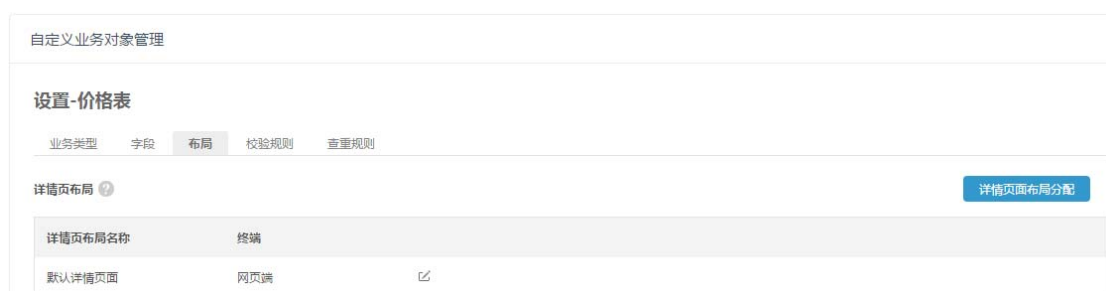 自定义业务对象管理
设置-价格表
业务类型 字段 布局 校验规则 查重规则
详情页布局 ? 详情页面布局分配
详情页布局名称 终端
默认详情页面 网页端